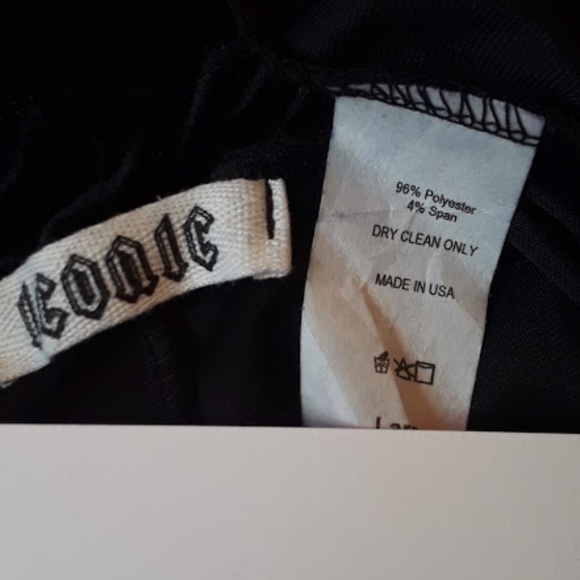 iconic
96% Polyester
4% Span
DRY CLEAN ONLY
MADE IN USA